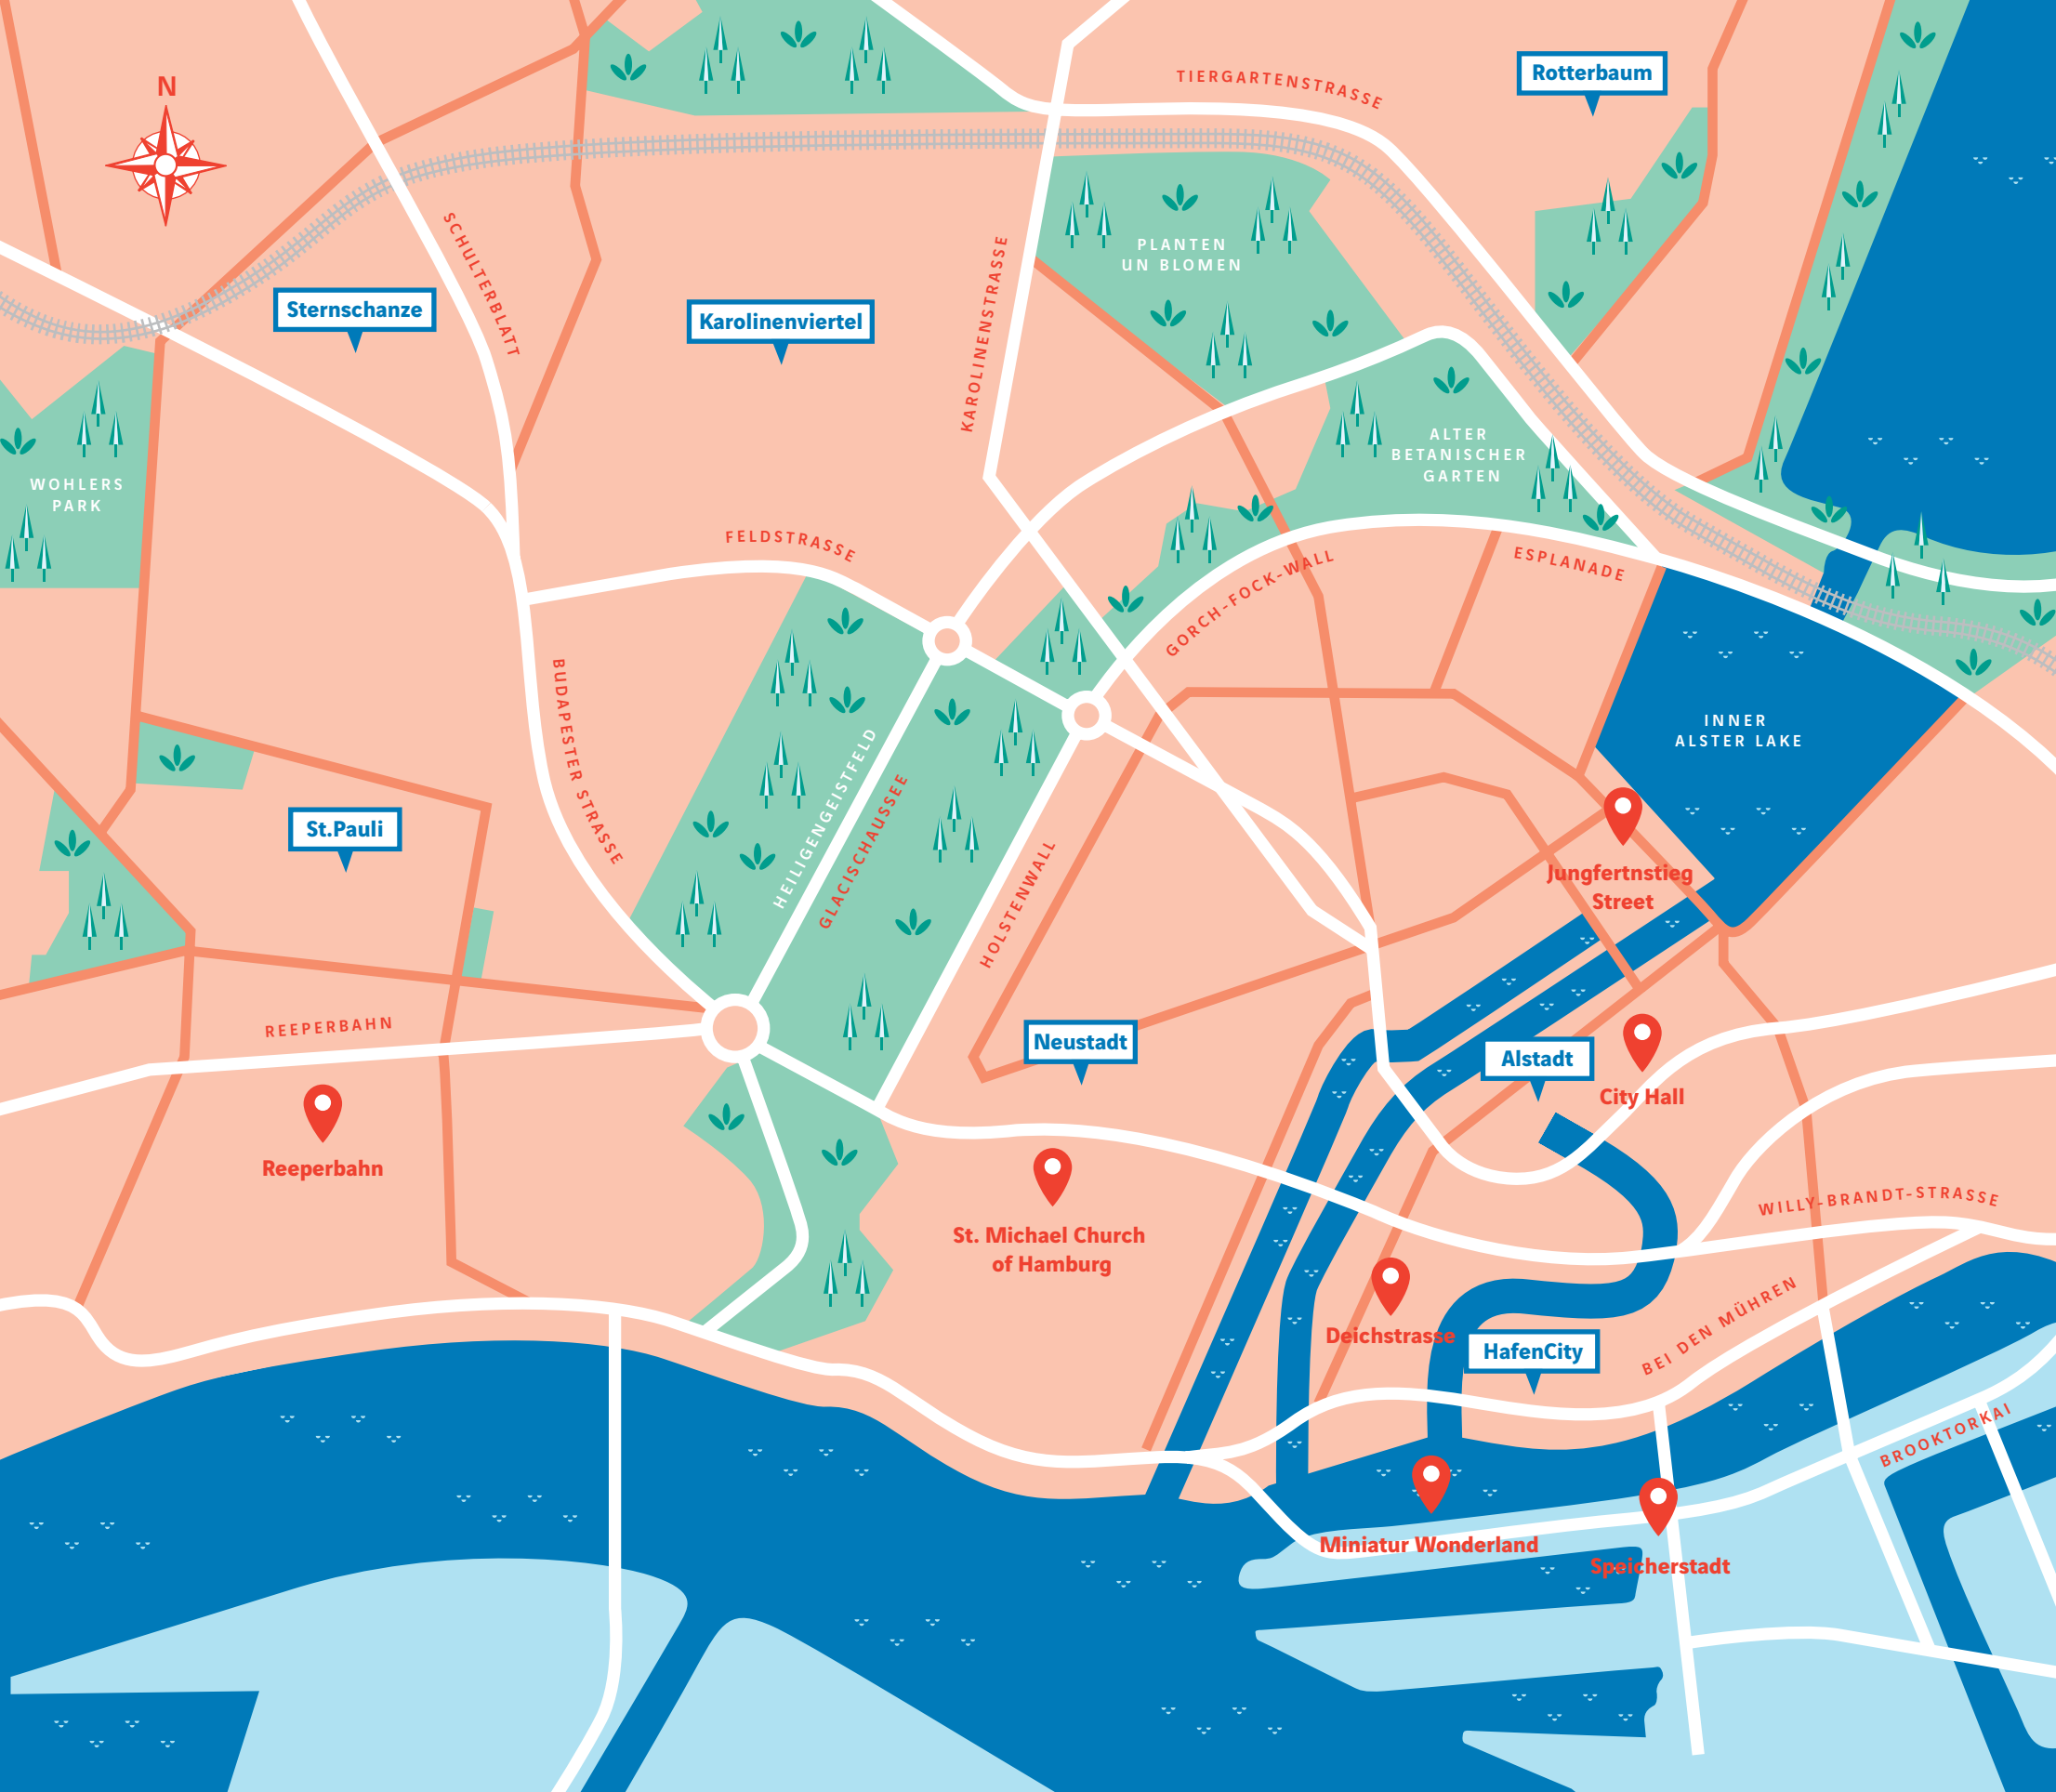 N
TIERGARTENSTRASSE
Rotterbaum
SCHULTERBLATT
KAROLINENSTRASSE
PLANTEN
UN BLOMEN
Sternschanze
Karolinenviertel
ALTER
BETANISCHER
GARTEN
WOHLERS
PARK
FELDSTRASSE
GORCH-FOCK-WALL
ESPLANADE
BUDAPESTER STRASSE
INNER
ALSTER LAKE
HEILIGENGEISTFELD
GLACISCHAUSSEE
HOLSTENWALL
St.Pauli
Jungfertnstieg
Street
REEPERBAHN
Neustadt
Alstadt
City Hall
Reeperbahn
St. Michael Church
of Hamburg
WILLY-BRANDT-STRASSE
Deichstrasse
HafenCity
BEI DEN MÜHREN
BROOKTORKAI
Miniatur Wonderland
Speicherstadt